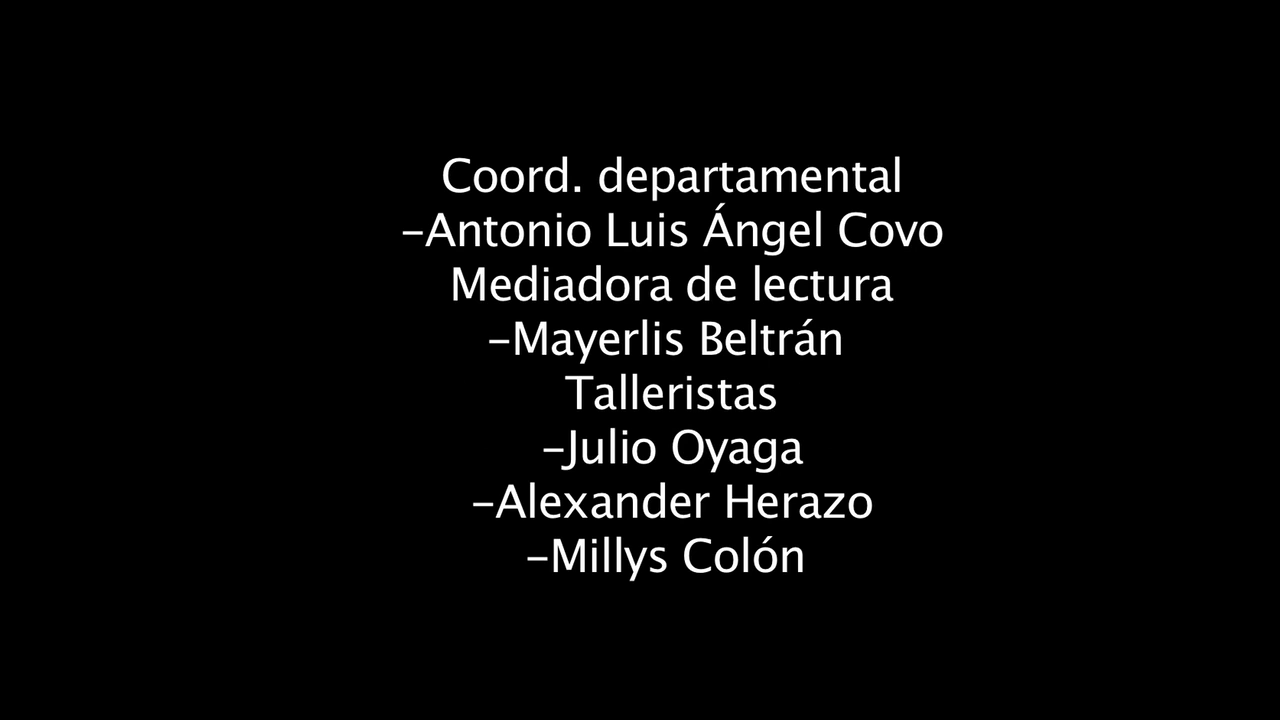 Coord. departamental
-Antonio Luis Ángel Covo
Mediadora de lectura
-Mayerlis Beltrán
Talleristas
-Julio Oyaga
-Alexander Herazo
-Millys Colón